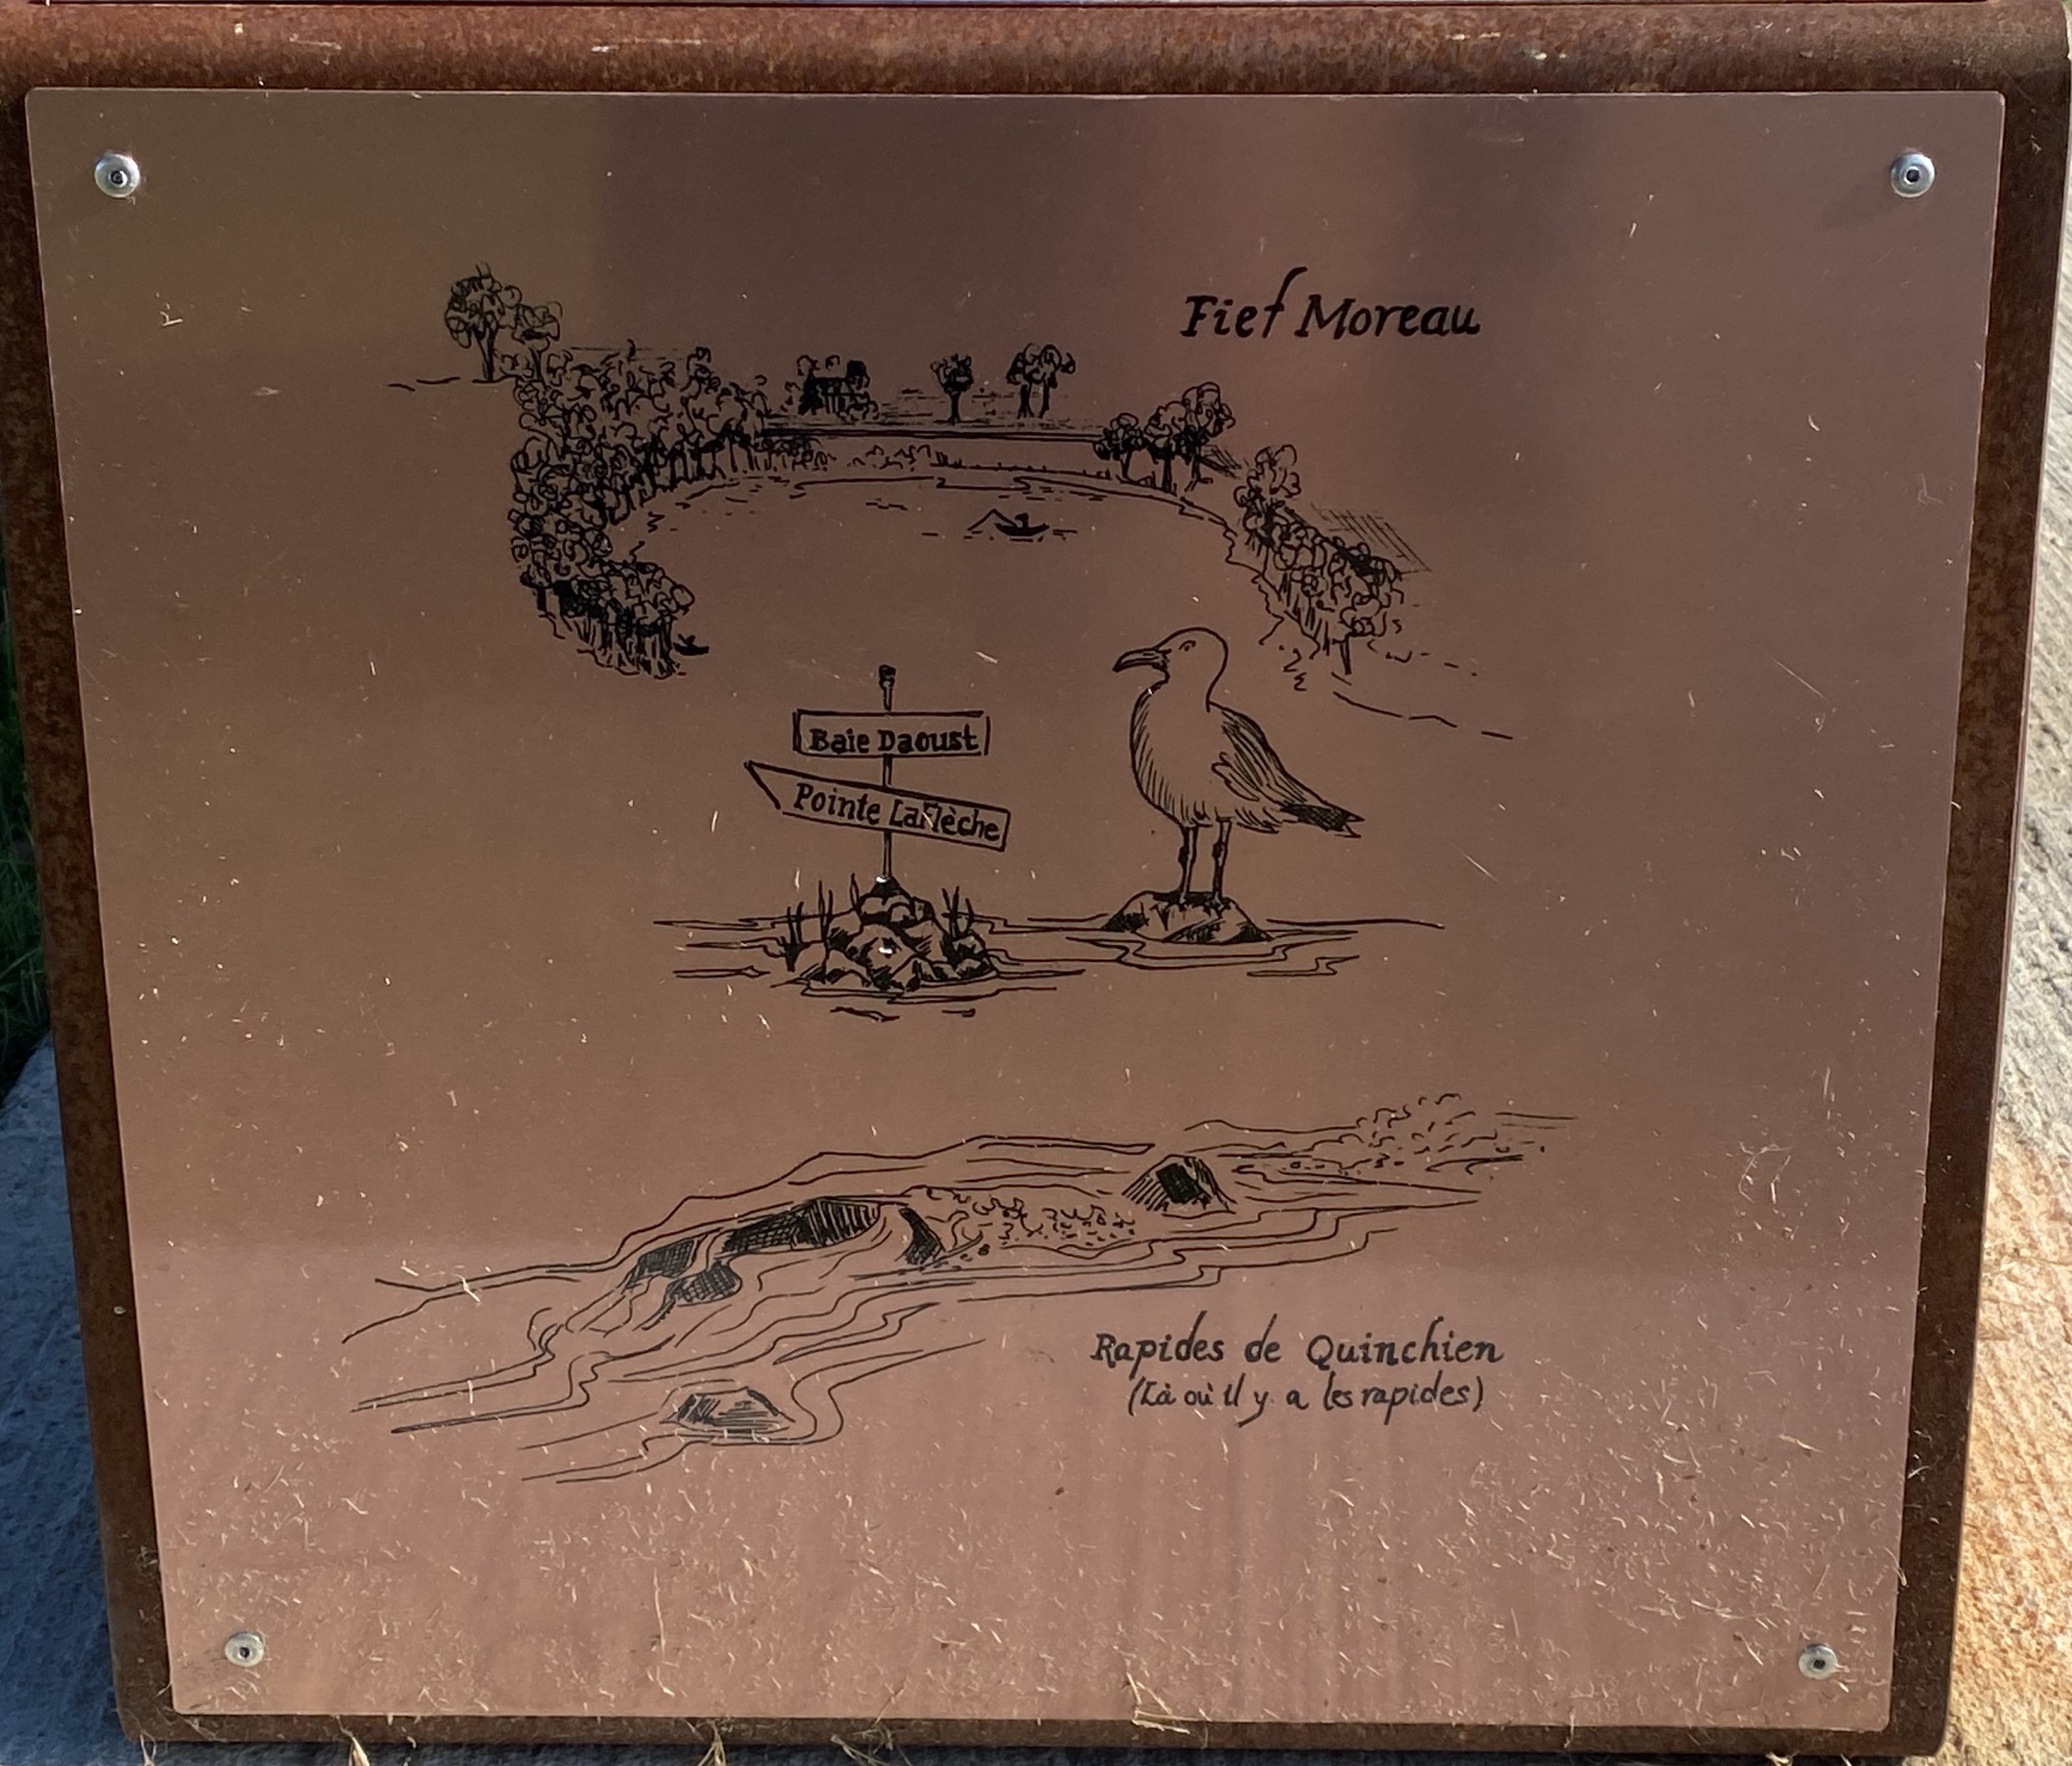 Fief Moreau
Baie Daoust
Pointe Laflèche
Rapides de Quinchien
(Là où il y a les rapides)